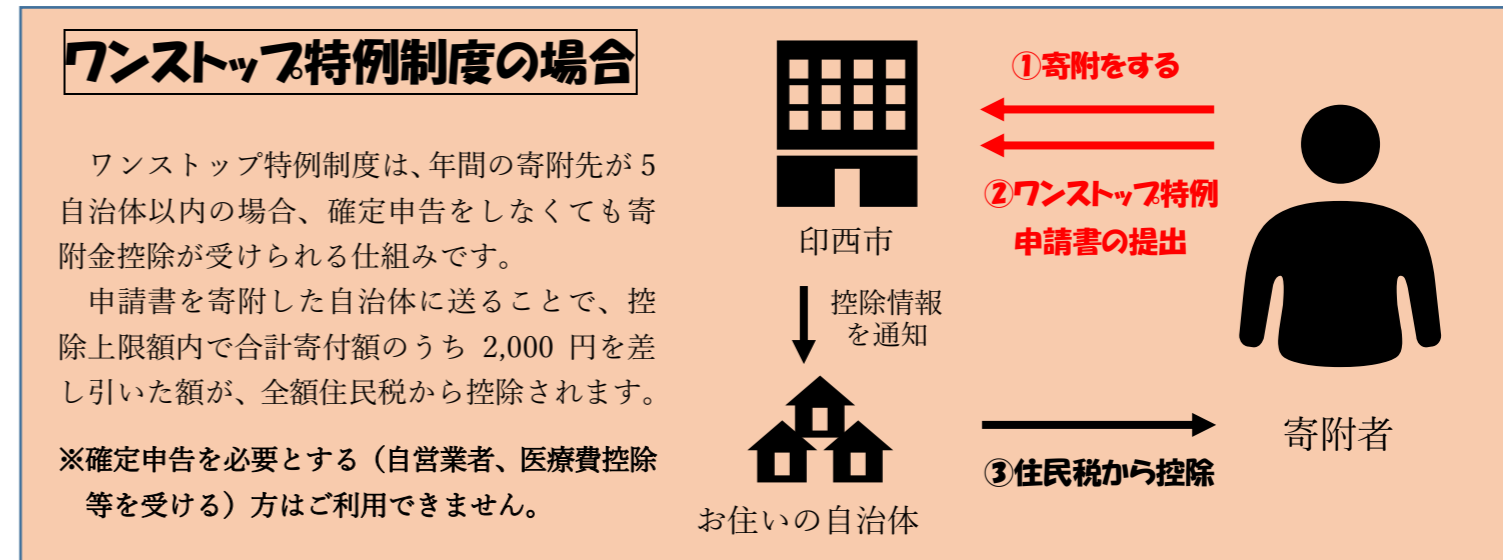 ワンストップ特例制度の場合
ワンストップ特例制度は、年間の寄附先が5
自治体以内の場合、確定申告をしなくても寄
附金控除が受けられる仕組みです。
申請書を寄附した自治体に送ることで、控
除上限額内で合計寄付額のうち 2,000 円を差
し引いた額が、全額住民税から控除されます。
※確定申告を必要とする（自営業者、医療費控除
等を受ける）方はご利用できません。
①寄附をする
②ワンストップ特例
申請書の提出
印西市
控除情報
を通知
お住いの自治体
③住民税から控除
寄附者